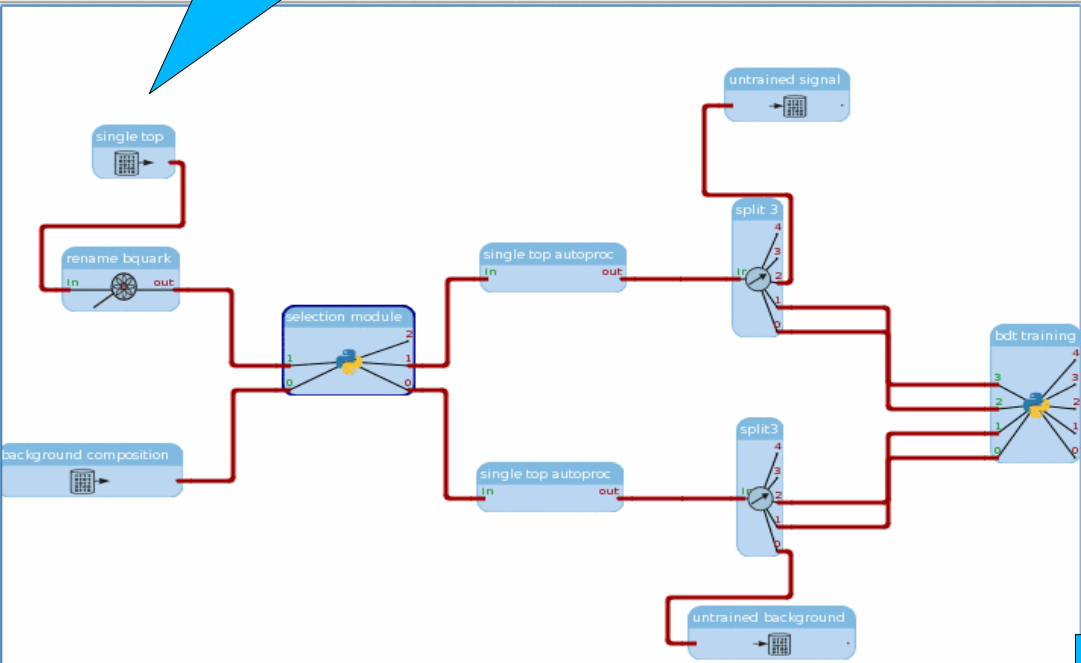 untrained signal
single top
split 3
4
3
In
2
1
0
rename bquark
In
out
single top autoproc
In
out
selection module
2
1
1
0
0
bdt training
4
3
3
2
2
1
1
0
0
background composition
single top autoproc
In
out
split3
4
3
In
2
1
0
untrained background